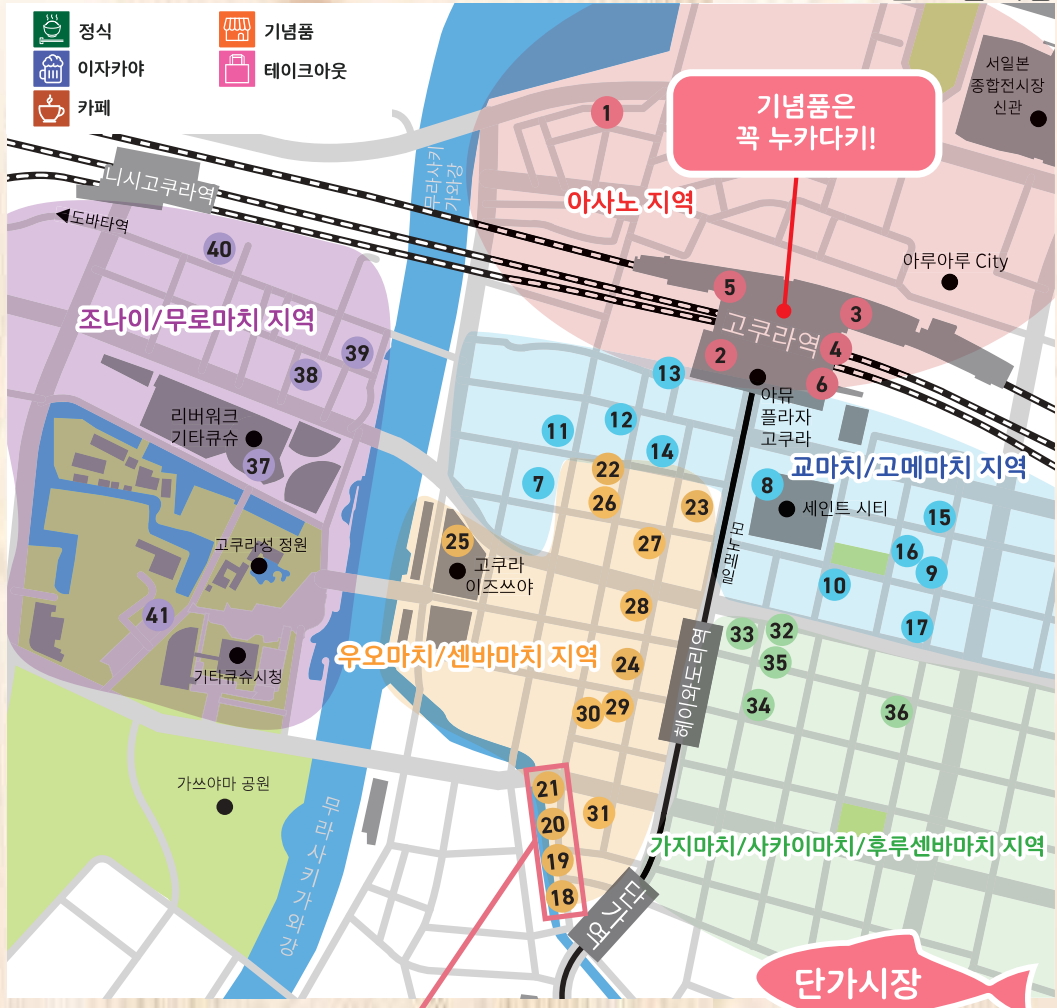 정식
기념품
이자카야
테이크아웃
카페
서일본
종합전시장
신관
기념품은
꼭 누카다키!
1
무라사키
가와강
니시고쿠라역
도바타역
아사노 지역
40
아루아루 City
5
3
조나이/무로마치 지역
고쿠라역
4
39
2
38
13
6
아뮤
플라자
고쿠라
리버워크
기타큐슈
12
11
14
37
22
교마치/고메마치 지역
7
8
26
23
세인트 시티
15
모노레일
25
27
고쿠라성 정원
16
고쿠라
이즈쓰야
9
10
28
41
17
33
32
우오마치/센바마치 지역
24
35
헤이와도리역
기타큐슈시청
30
29
34
36
가쓰야마 공원
21
무라사키가와강
31
20
가지마치/사카이마치/후루센바마치 지역
19
18
단가역
단가시장